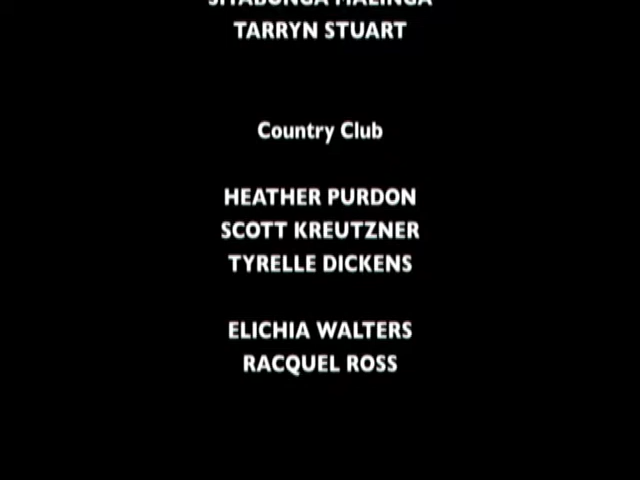 TARRYN STUART
Country Club
HEATHER PURDON
SCOTT KREUTZNER
TYRELLE DICKENS
ELICHIA WALTERS
RACQUEL ROSS